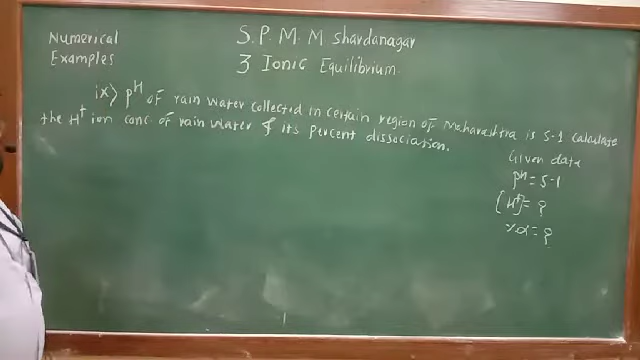 Numerical
Examples
S. P. M. M shardanagar
3 Ionic Equilibrium.
ix> pH of rain water collected in certain region of Maharashtra is 5.1 calculate
the H+ ion conc of rain water & its percent dissociation.
Given data
pH = 5.1
[H+] = ?
%α = ?